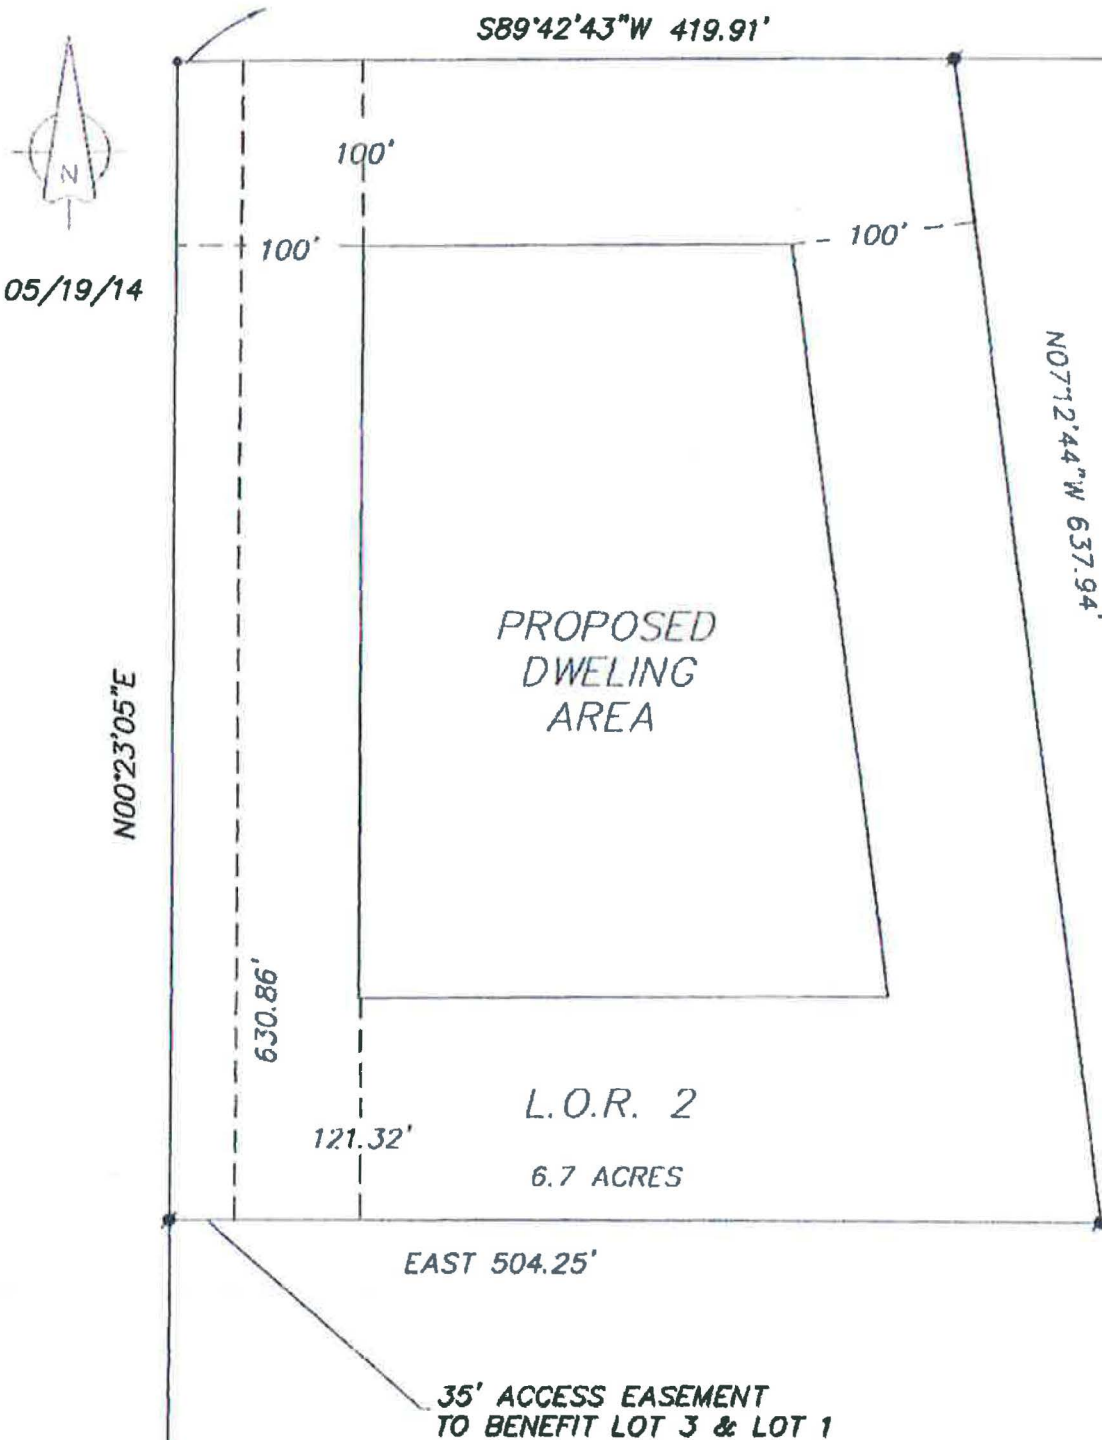 S89°42'43"W 419.91'
N
100'
100'
100'
05/19/14
N07°12'44"W 637.94'
PROPOSED
DWELING
AREA
N00°23'05"E
630.86'
L.O.R. 2
121.32'
6.7 ACRES
EAST 504.25'
35' ACCESS EASEMENT
TO BENEFIT LOT 3 & LOT 1